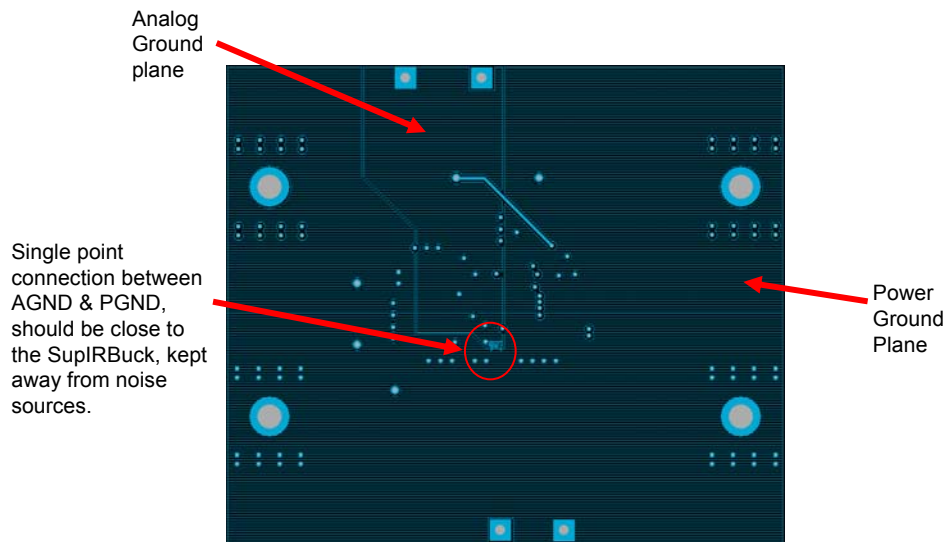 Analog
Ground
plane
Single point
connection between
AGND & PGND,
should be close to
the SupIRBuck, kept
away from noise
sources.
Power
Ground
Plane